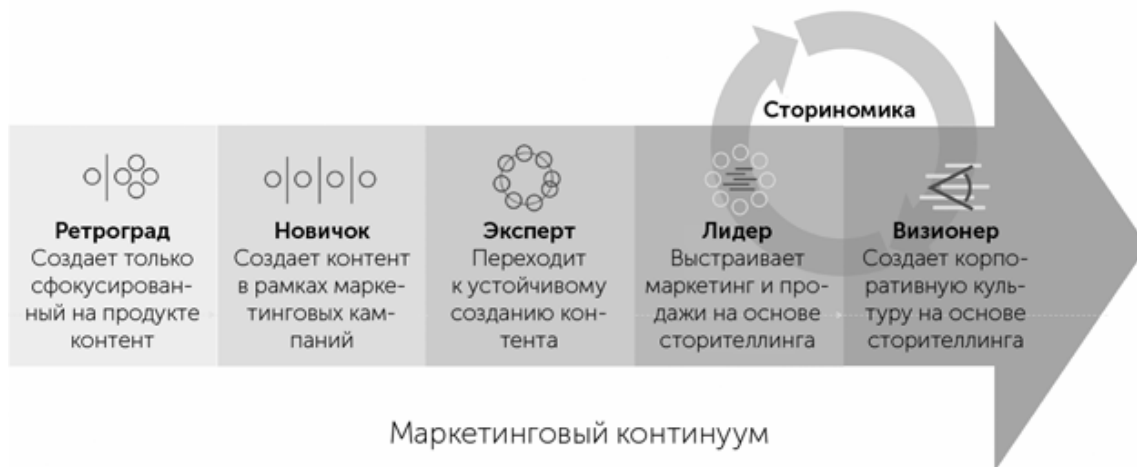 Сториномика
Ретроград
Создает только
сфокусирован-
ный на продукте
контент
Новичок
Создает контент
в рамках марке-
тинговых кам-
паний
Эксперт
Переходит
к устойчивому
созданию кон-
тента
Лидер
Выстраивает
маркетинг и про-
дажи на основе
сторителлинга
Визионер
Создает корпо-
ративную куль-
туру на основе
сторителлинга
Маркетинговый континуум